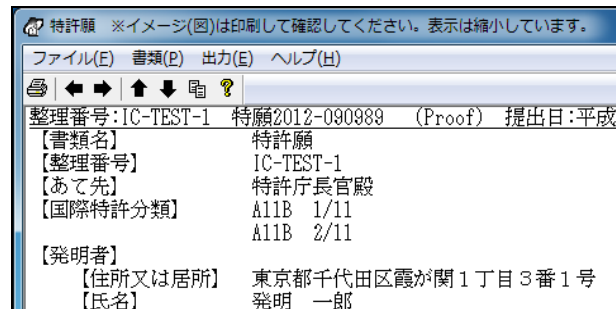 特許願 ※イメージ(図)は印刷して確認してください。表示は縮小しています。
ファイル(F) 書類(P) 出力(E) ヘルプ(H)
整理番号:IC-TEST-1 特願2012-090989 (Proof) 提出日:平成
【書類名】 特許願
【整理番号】 IC-TEST-1
【あて先】 特許庁長官殿
【国際特許分類】 A11B 1/11
A11B 2/11
【発明者】
【住所又は居所】 東京都千代田区霞が関1丁目3番1号
【氏名】 発明 一郎